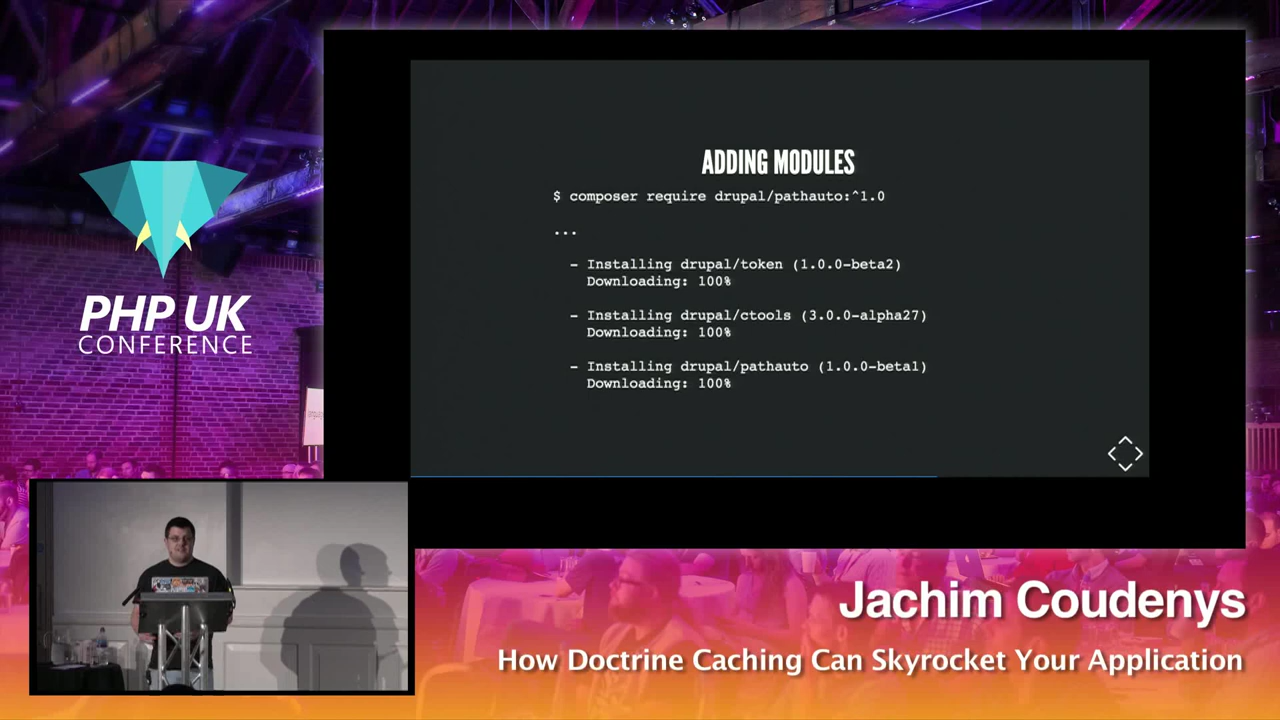 ADDING MODULES
$ composer require drupal/pathauto:^1.0
...
- Installing drupal/token (1.0.0-beta2)
Downloading: 100%
- Installing drupal/ctools (3.0.0-alpha27)
Downloading: 100%
- Installing drupal/pathauto (1.0.0-beta1)
Downloading: 100%
PHP UK
CONFERENCE
Jachim Coudenys
How Doctrine Caching Can Skyrocket Your Application